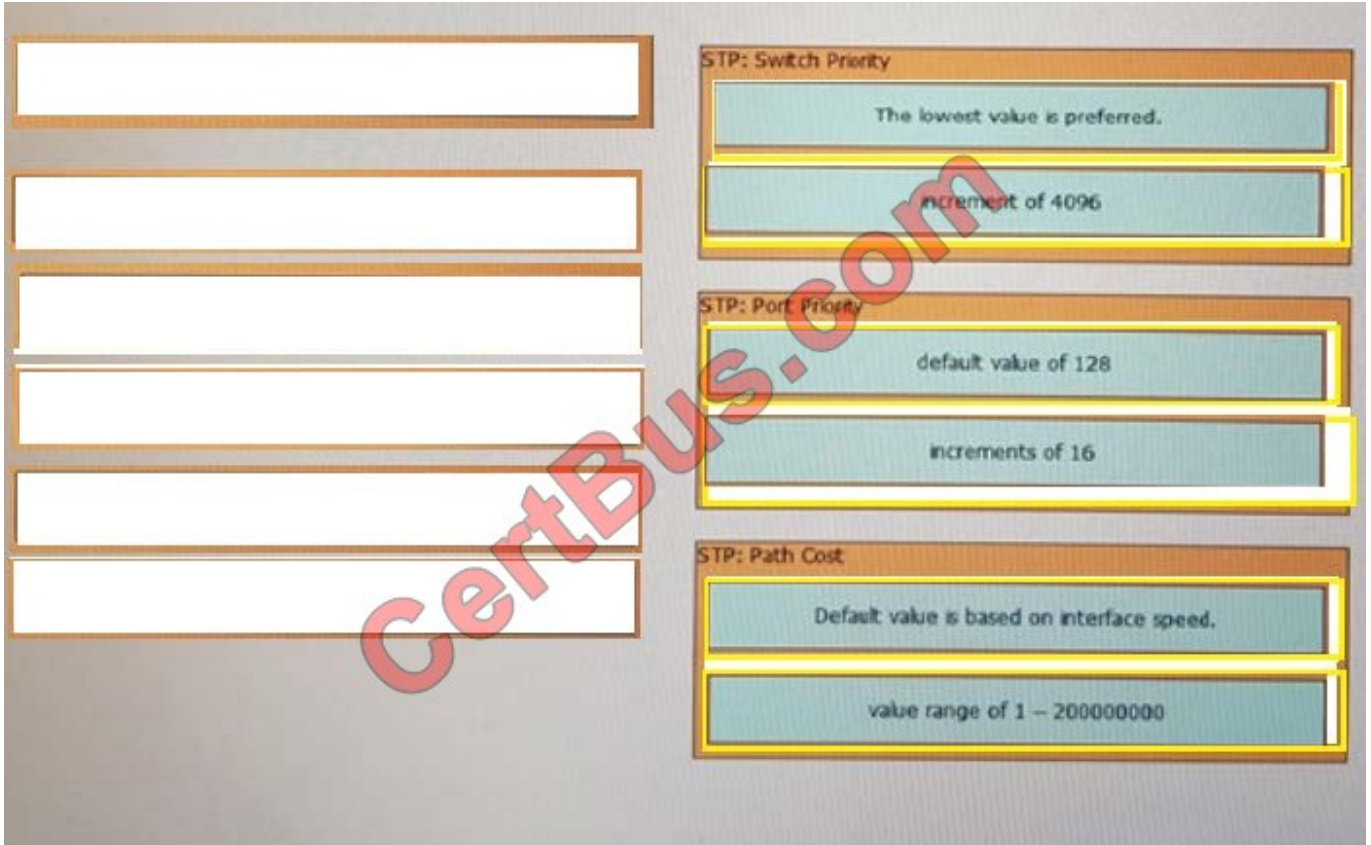 STP: Switch Priority
The lowest value is preferred.
increment of 4096
STP: Port Priority
default value of 128
increments of 16
STP: Path Cost
Default value is based on interface speed.
value range of 1 – 200000000
CertBus.com